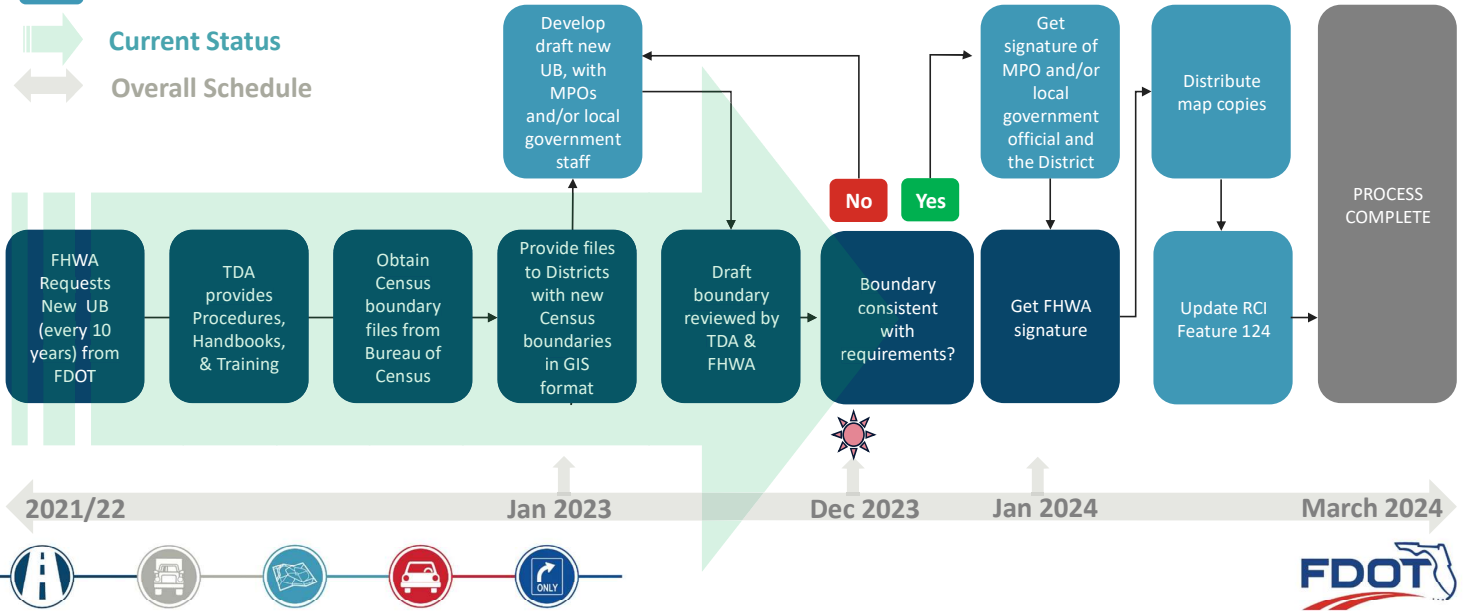 Current Status
Overall Schedule
Develop
draft new
UB, with
MPOs
and/or local
government
staff
Get
signature of
MPO and/or
local
government
official and
the District
Distribute
map copies
No
Yes
PROCESS
COMPLETE
FHWA
Requests
New UB
(every 10
years) from
FDOT
TDA
provides
Procedures,
Handbooks,
& Training
Obtain
Census
boundary
files from
Bureau of
Census
Provide files
to Districts
with new
Census
boundaries
in GIS
format
Draft
boundary
reviewed by
TDA &
FHWA
Boundary
consistent
with
requirements?
Get FHWA
signature
Update RCI
Feature 124
2021/22
Jan 2023
Dec 2023
Jan 2024
March 2024
ONLY
FDOT